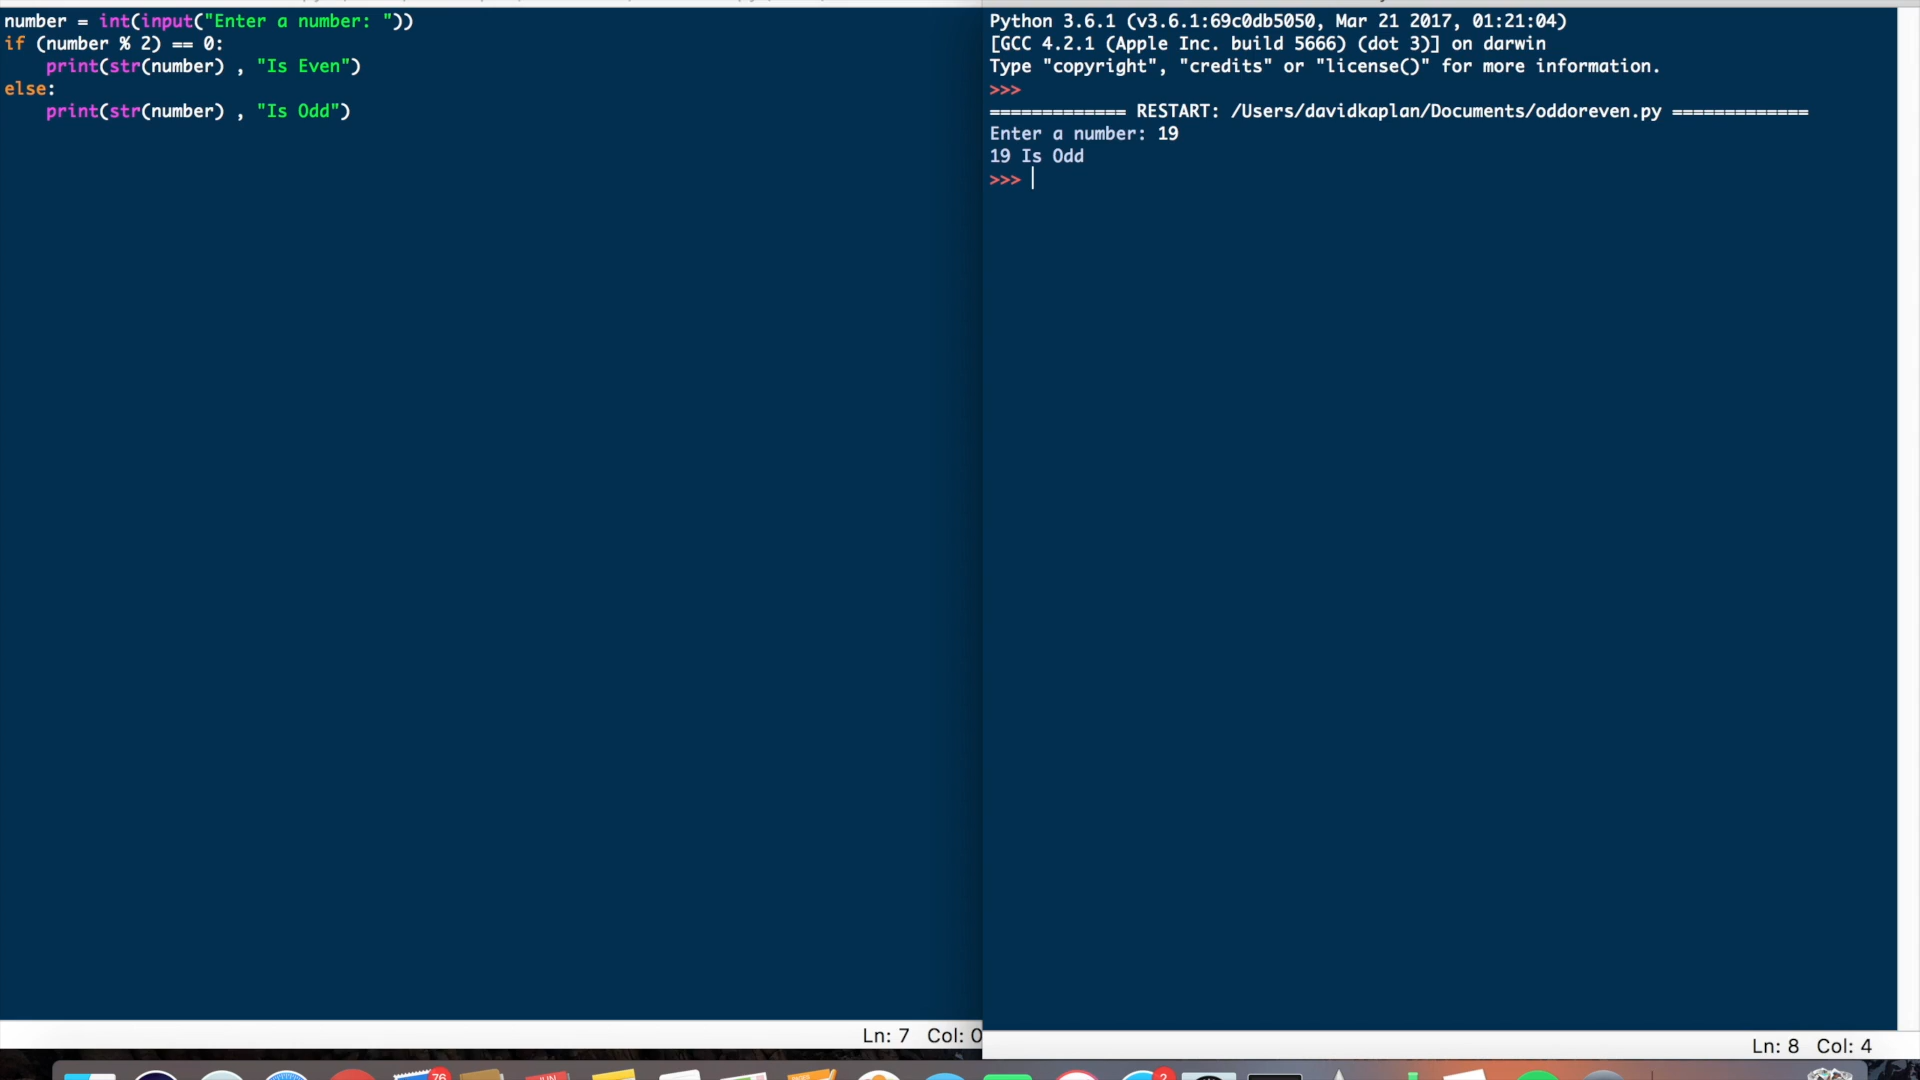 number = int(input("Enter a number: "))
if (number % 2) == 0:
    print(str(number) , "Is Even")
else:
    print(str(number) , "Is Odd")
Ln: 7 Col: 0
Python 3.6.1 (v3.6.1:69c0db5050, Mar 21 2017, 01:21:04)
[GCC 4.2.1 (Apple Inc. build 5666) (dot 3)] on darwin
Type "copyright", "credits" or "license()" for more information.
>>>
============= RESTART: /Users/davidkaplan/Documents/oddoreven.py =============
Enter a number: 19
19 Is Odd
>>>
Ln: 8 Col: 4
76
JUN
2